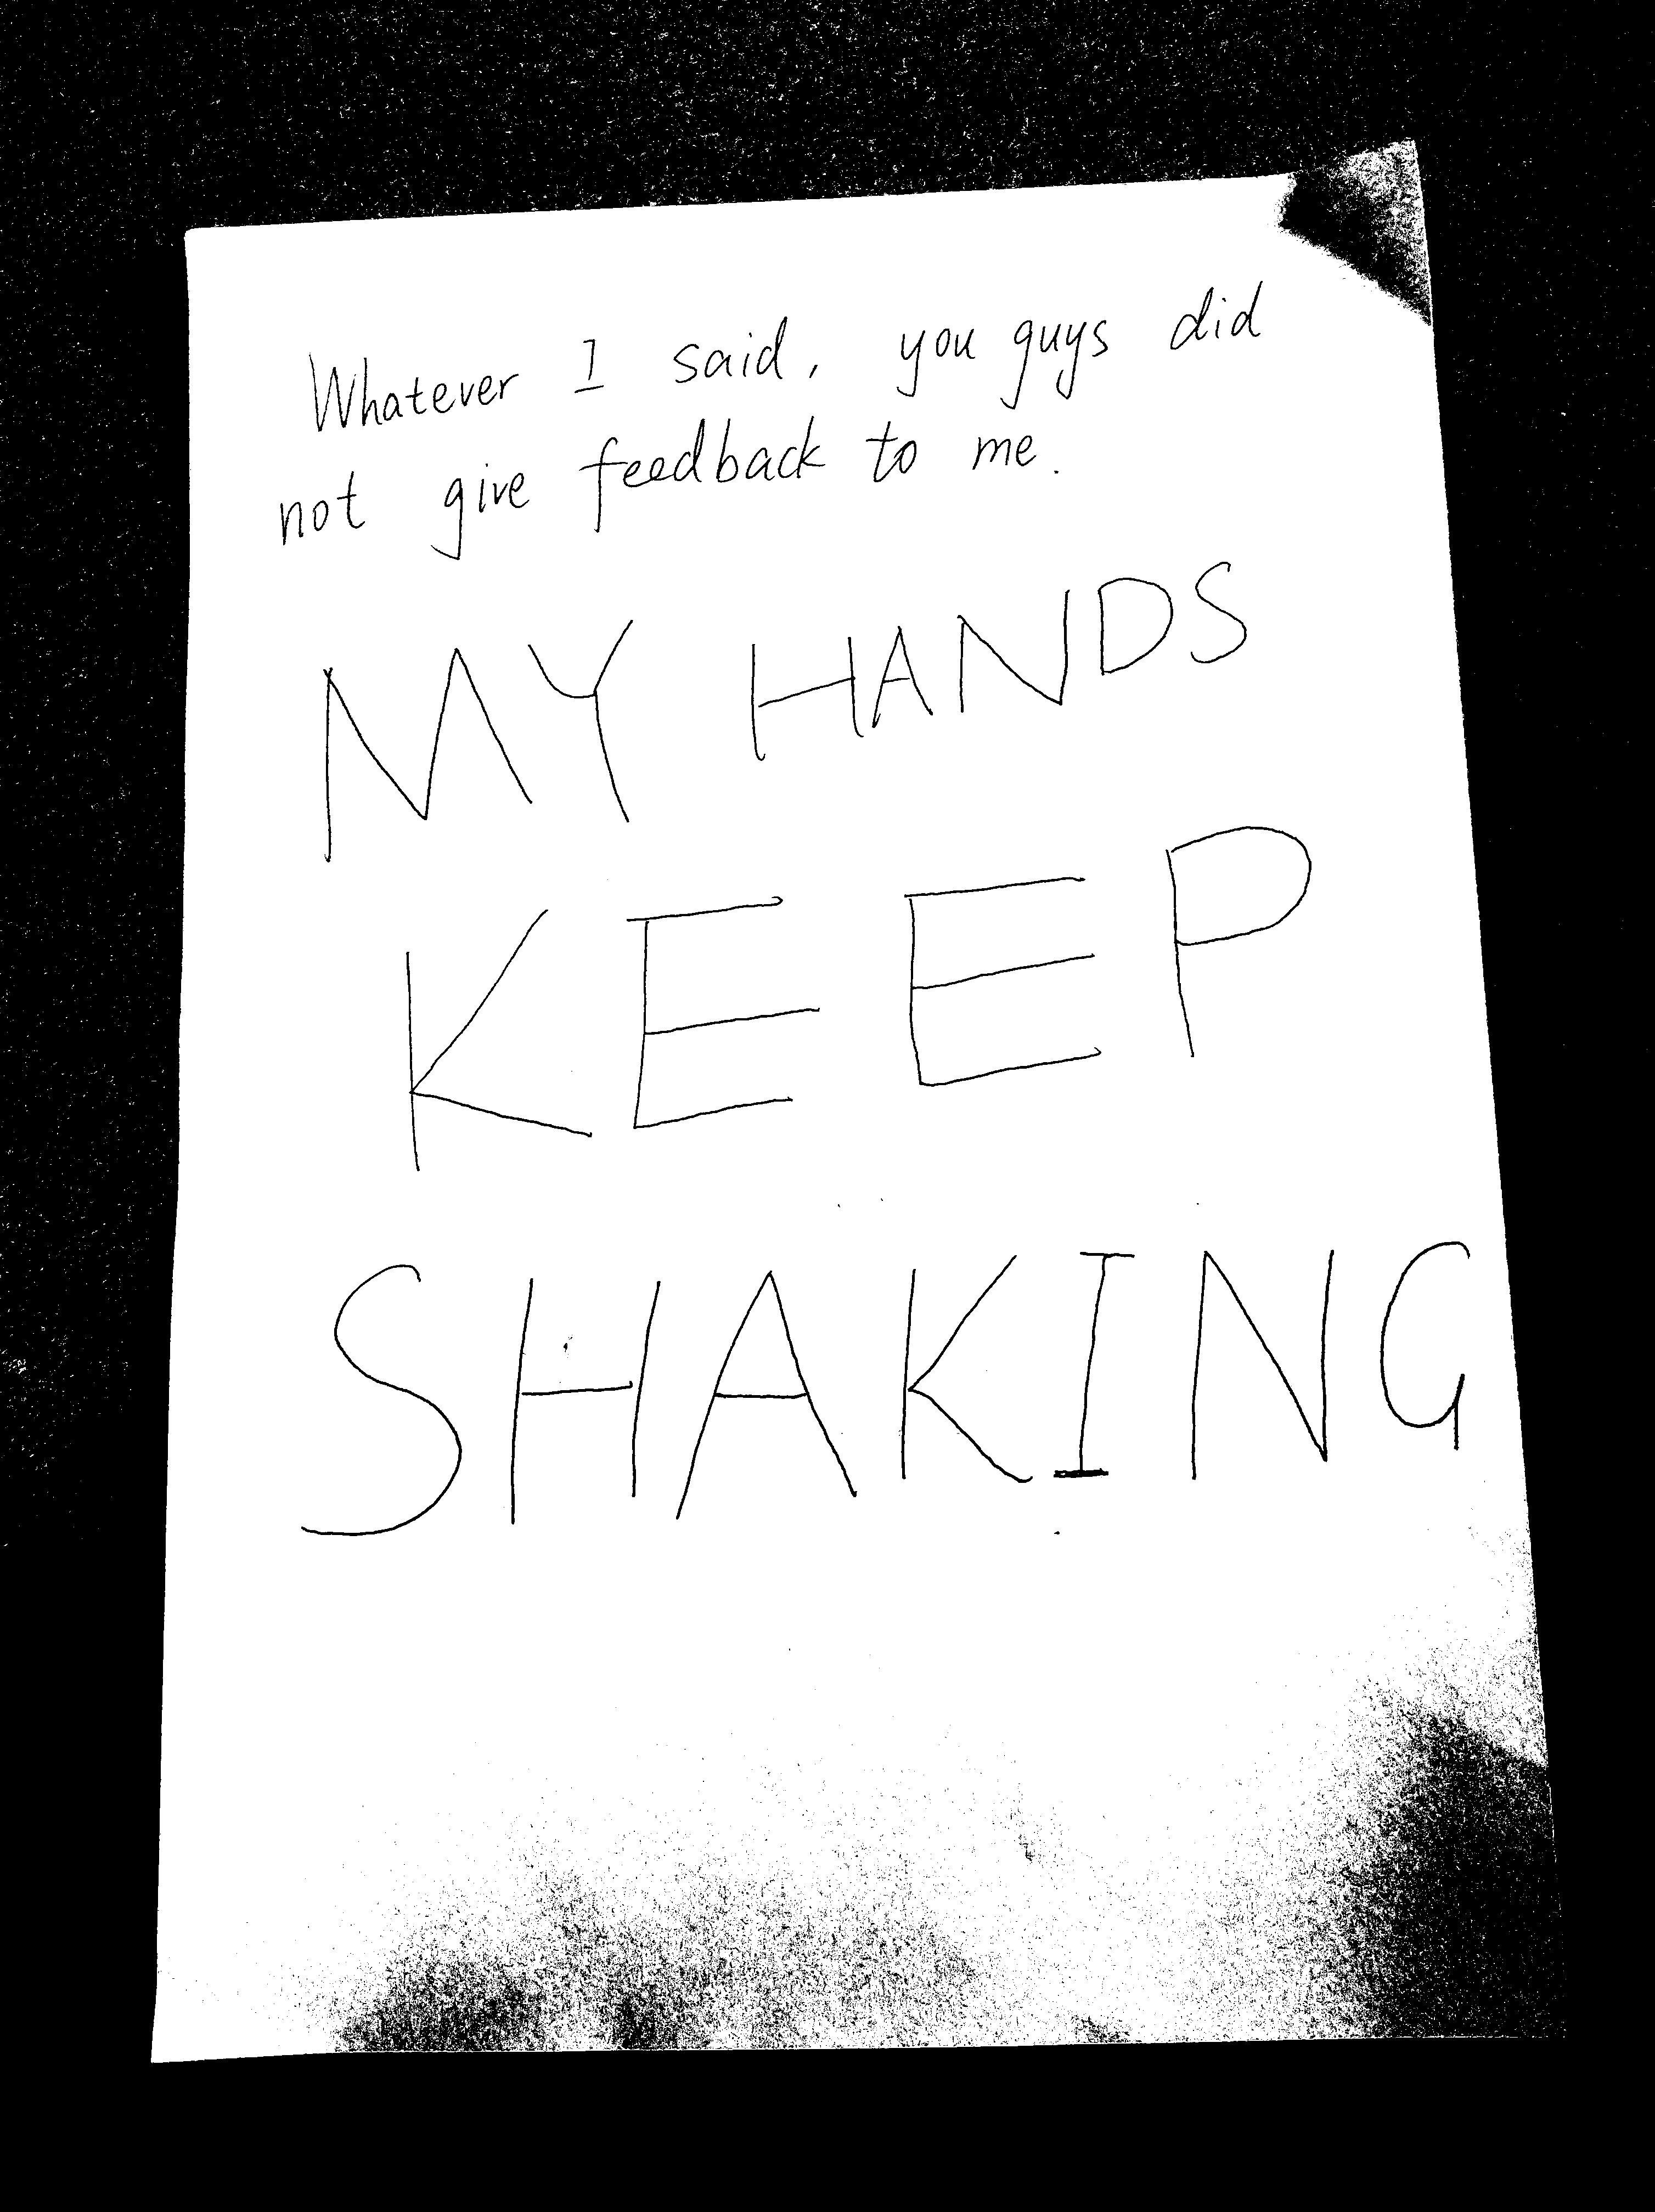 Whatever I said, you guys did
not give feedback to me.
MY HANDS
KEEP
SHAKING